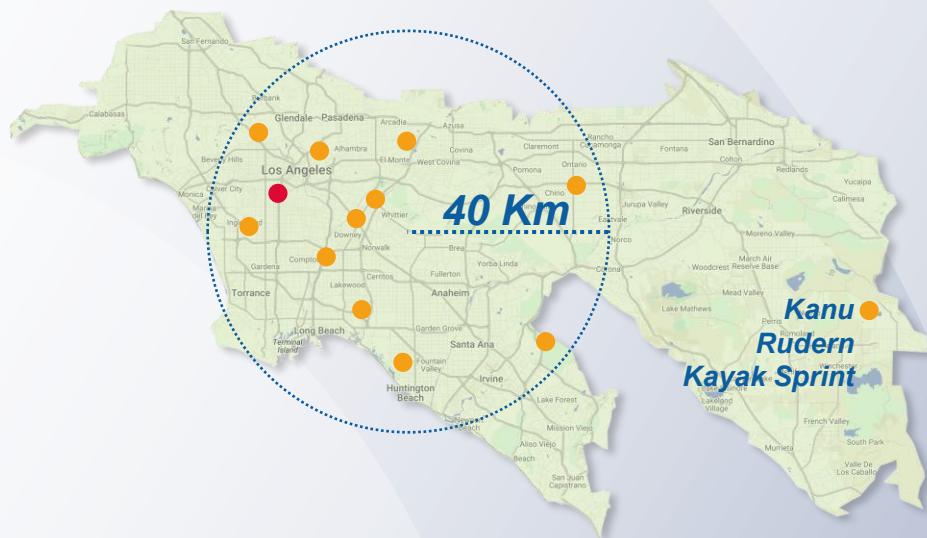 San Fernando
Burbank
Calabasas
Glendale
Pasadena
Arcadia
Azusa
Rancho
Cucamonga
San Bernardino
Beverly Hills
Alhambra
El Monte
West Covina
Covina
Claremont
Ontario
Fontana
Colton
Redlands
Los Angeles
Pomona
Yucaipa
Monica
Culver City
Chino
Calimesa
Marina
del Rey
Whittier
40 Km
Jurupa Valley
Riverside
Downey
Eastvale
Moreno Valley
Norwalk
Brea
Norco
Gardena
Compton
Yorba Linda
Corona
Woodcrest
March Air
Reserve Base
Cerritos
Fullerton
Lakewood
Torrance
Anaheim
Mead Valley
Lake Mathews
Perris
Kanu
Long Beach
Terminal
Island
Garden Grove
Santa Ana
Romoland
Rudern
Fountain
Valley
Irvine
Winchester
Kayak Sprint
Huntington
Beach
Lake Forest
Lakeland
Village
French Valley
Mission Viejo
Aliso Viejo
South Park
Murrieta
Beach
Valle De
Los Caballos
San Juan
Capistrano